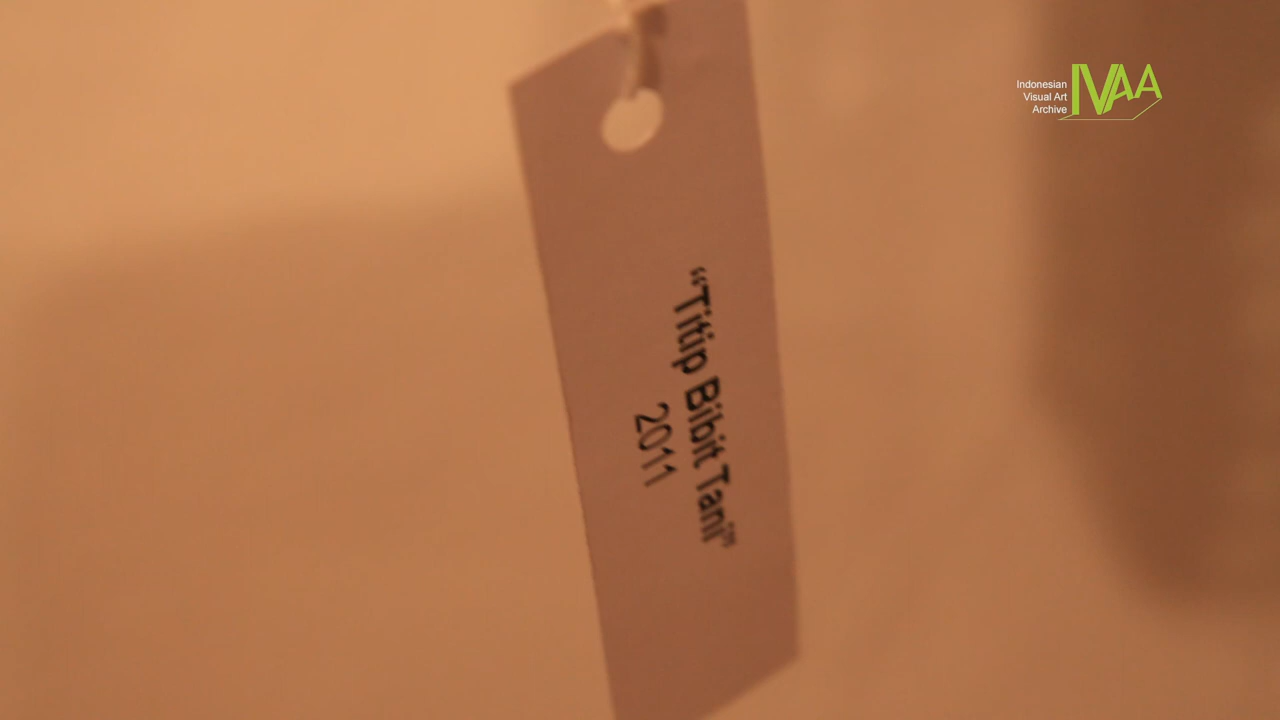 “Titip Bibit Tani”
2011
Indonesian
Visual Art
Archive
IVAA